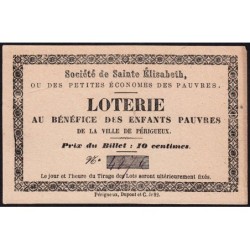 Société de Sainte Élisabeth,
OU DES PETITES ÉCONOMES DES PAUVRES.
LOTERIE
AU BÉNÉFICE DES ENFANTS PAUVRES
DE LA VILLE DE PÉRIGUEUX.
Prix du Billet : 10 centimes.
N°
Le jour et l'heure du Tirage des Lots seront ultérieurement fixés.
Périgueux, Dupont et C.